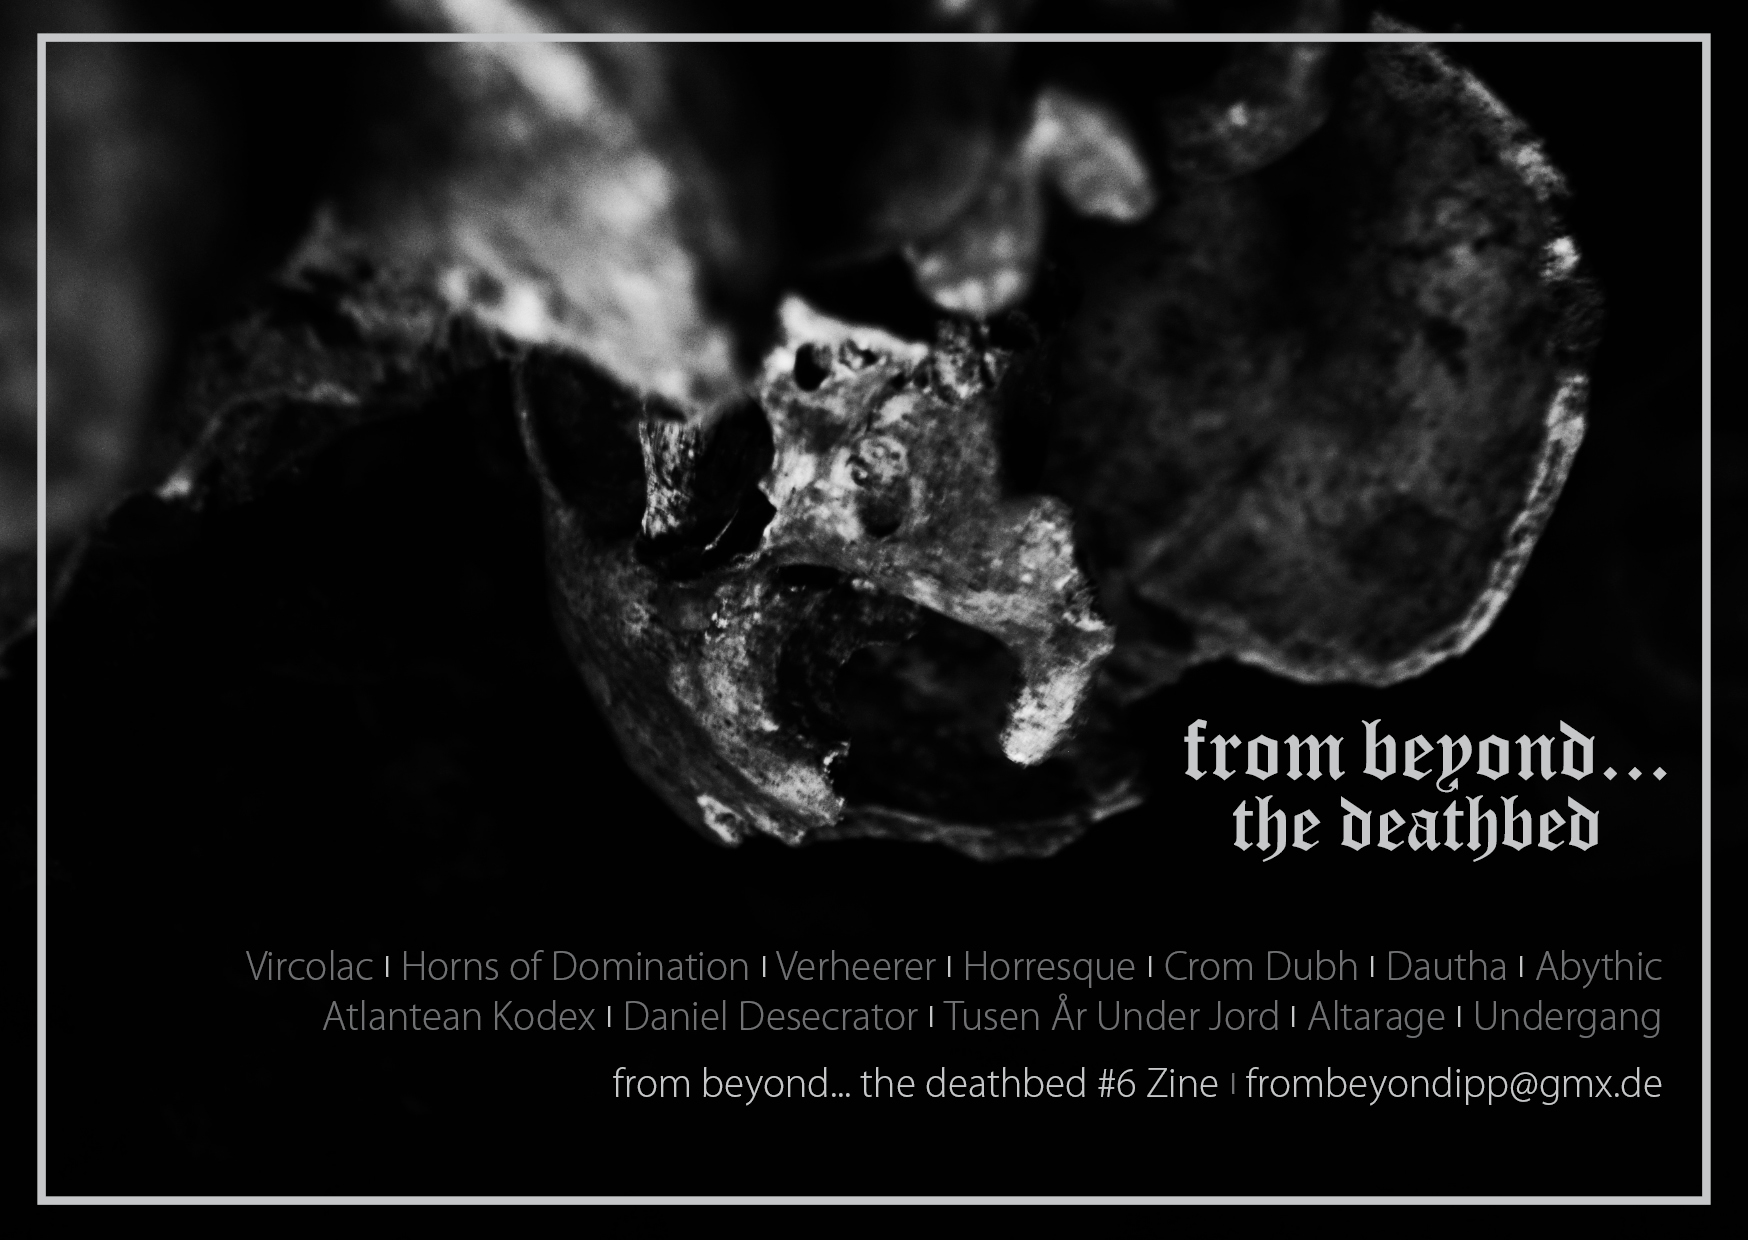 from beyond...
the deathbed
Vircolac | Horns of Domination | Verheerer | Horresque | Crom Dubh | Dautha | Abythic
Atlantean Kodex | Daniel Desecrator | Tusen År Under Jord | Altarage | Undergang
from beyond... the deathbed #6 Zine | frombeyondipp@gmx.de